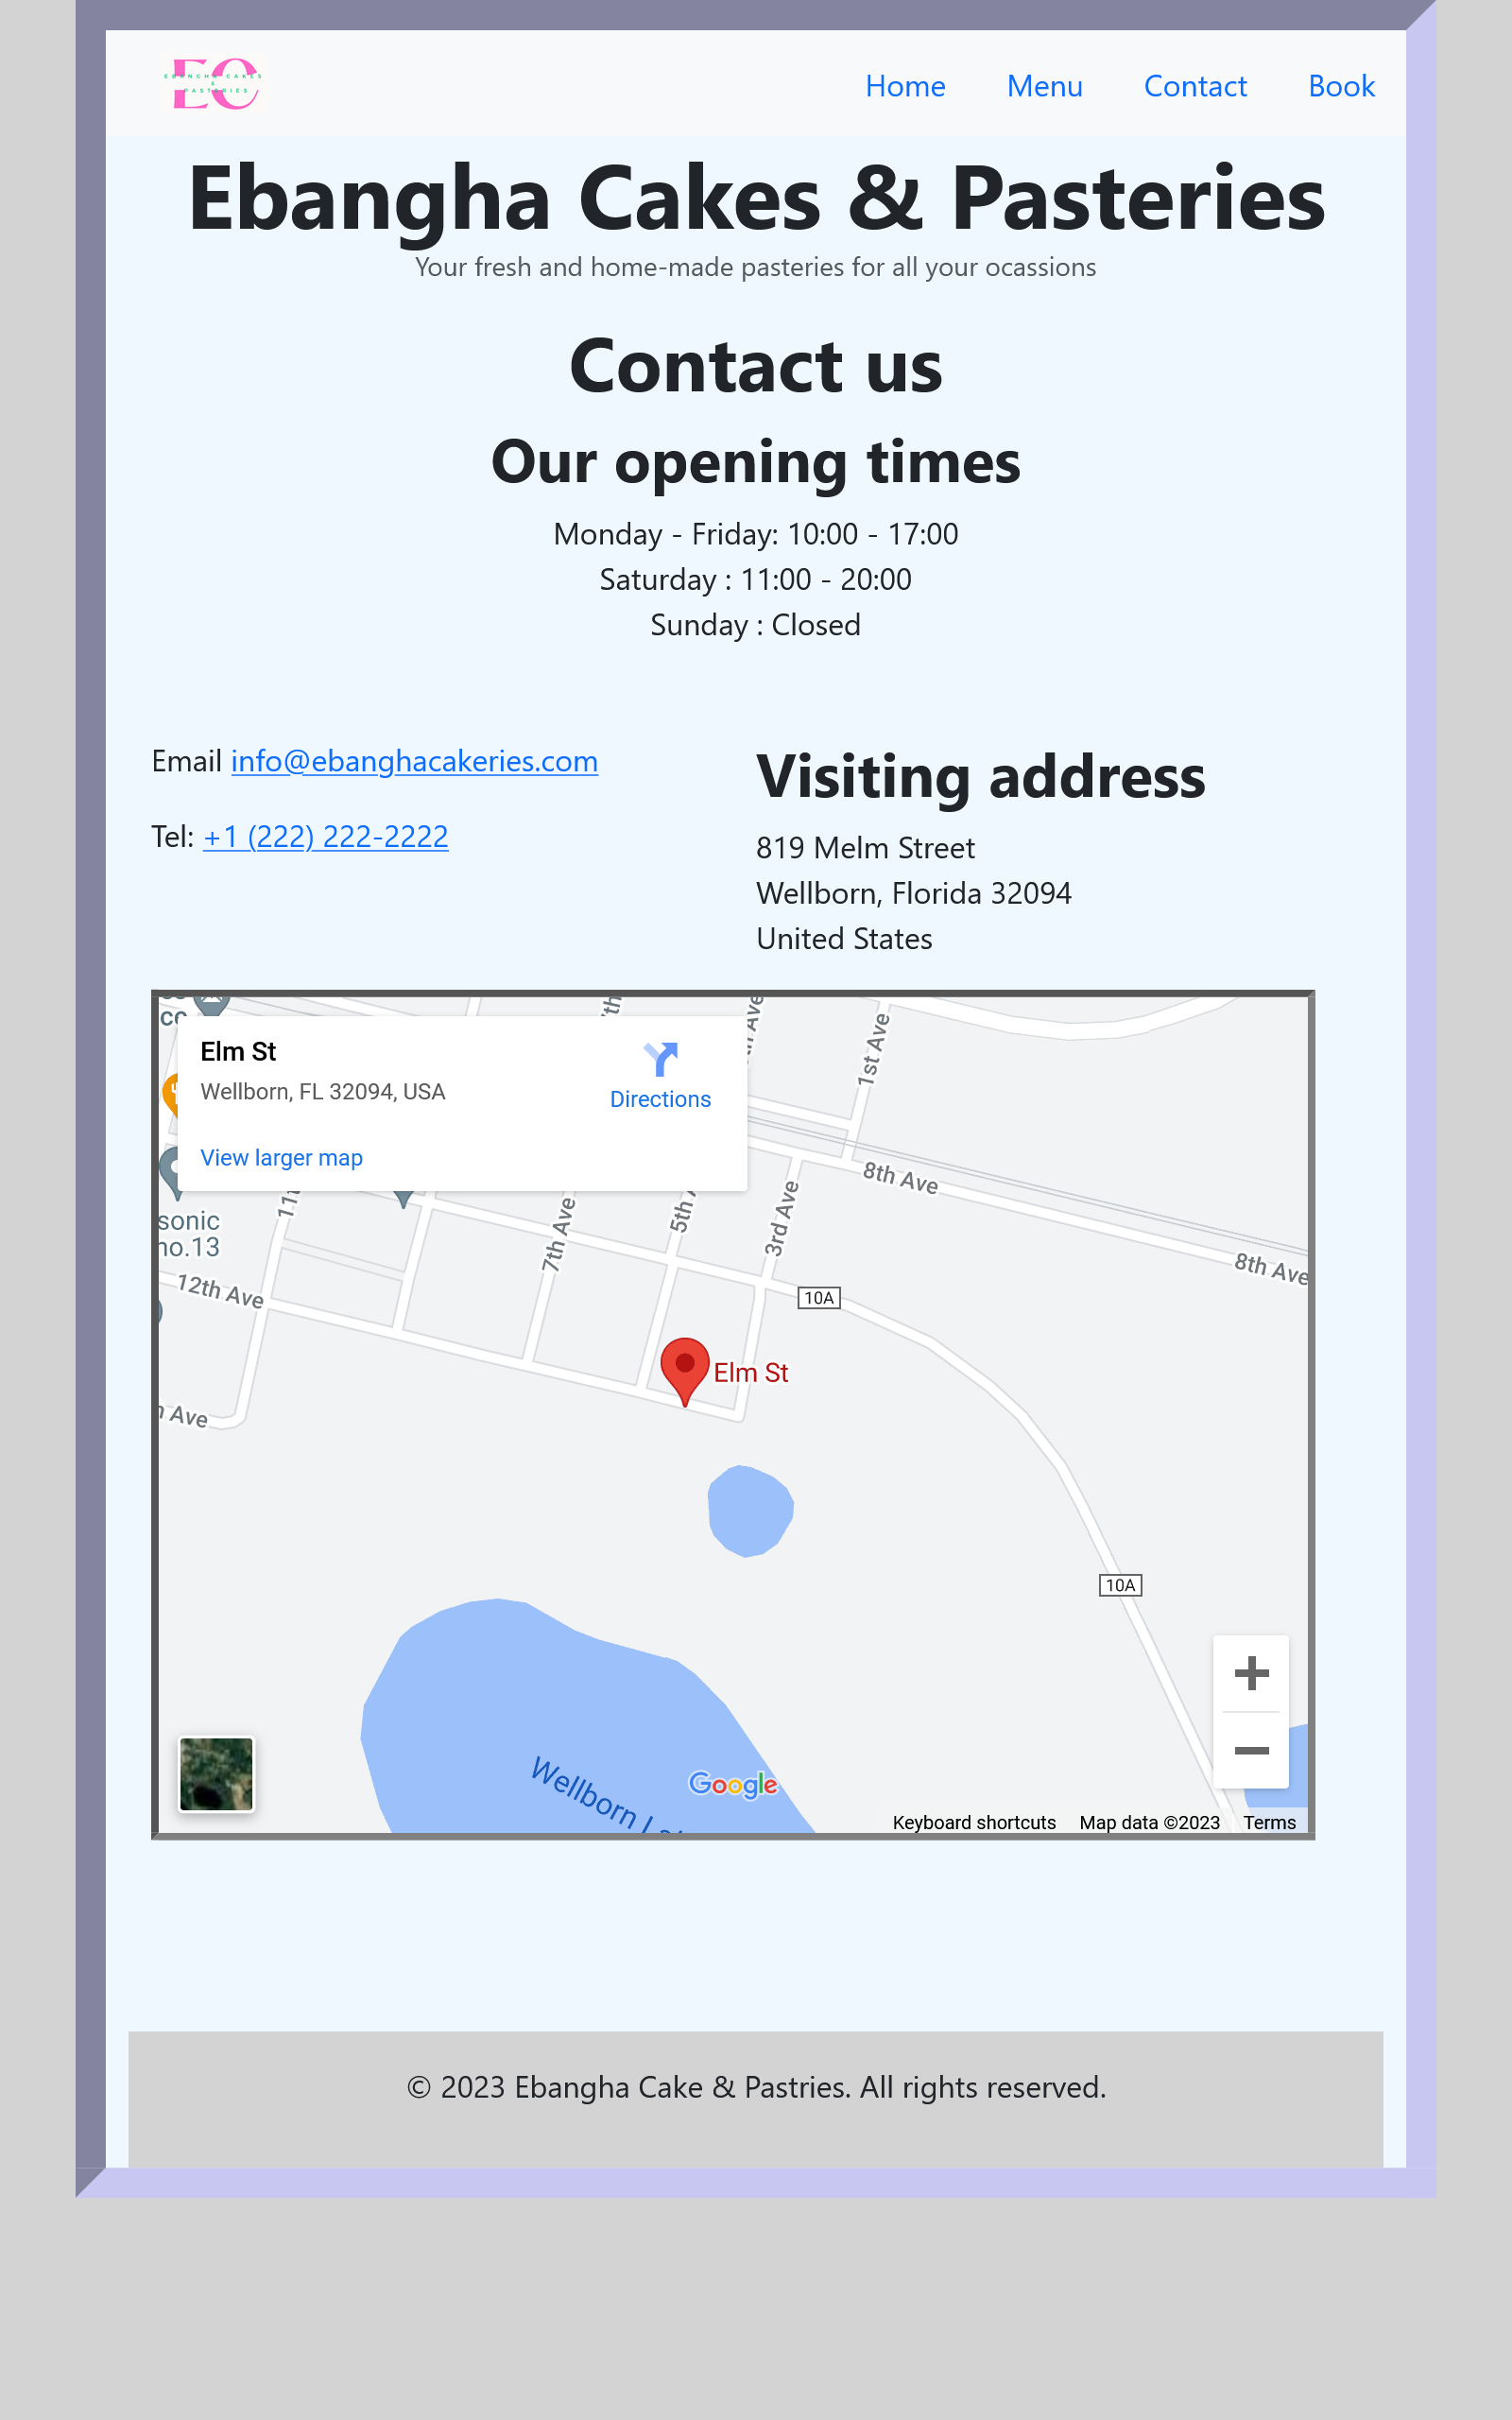 EBANGHA CAKES
&
PASTERIES
Home Menu Contact Book
Ebangha Cakes & Pasteries
Your fresh and home-made pasteries for all your ocassions
Contact us
Our opening times
Monday - Friday: 10:00 - 17:00
Saturday : 11:00 - 20:00
Sunday : Closed
Email info@ebanghacakeries.com
Tel: +1 (222) 222-2222
Visiting address
819 Melm Street
Wellborn, Florida 32094
United States
Elm St
Wellborn, FL 32094, USA
Directions
View larger map
1st Ave
8th Ave
8th Ave
3rd Ave
7th Ave
5th
12th Ave
Ave
sonic
no.13
10A
Elm St
10A
Wellborn
Google
Keyboard shortcuts Map data ©2023 Terms
© 2023 Ebangha Cake & Pastries. All rights reserved.